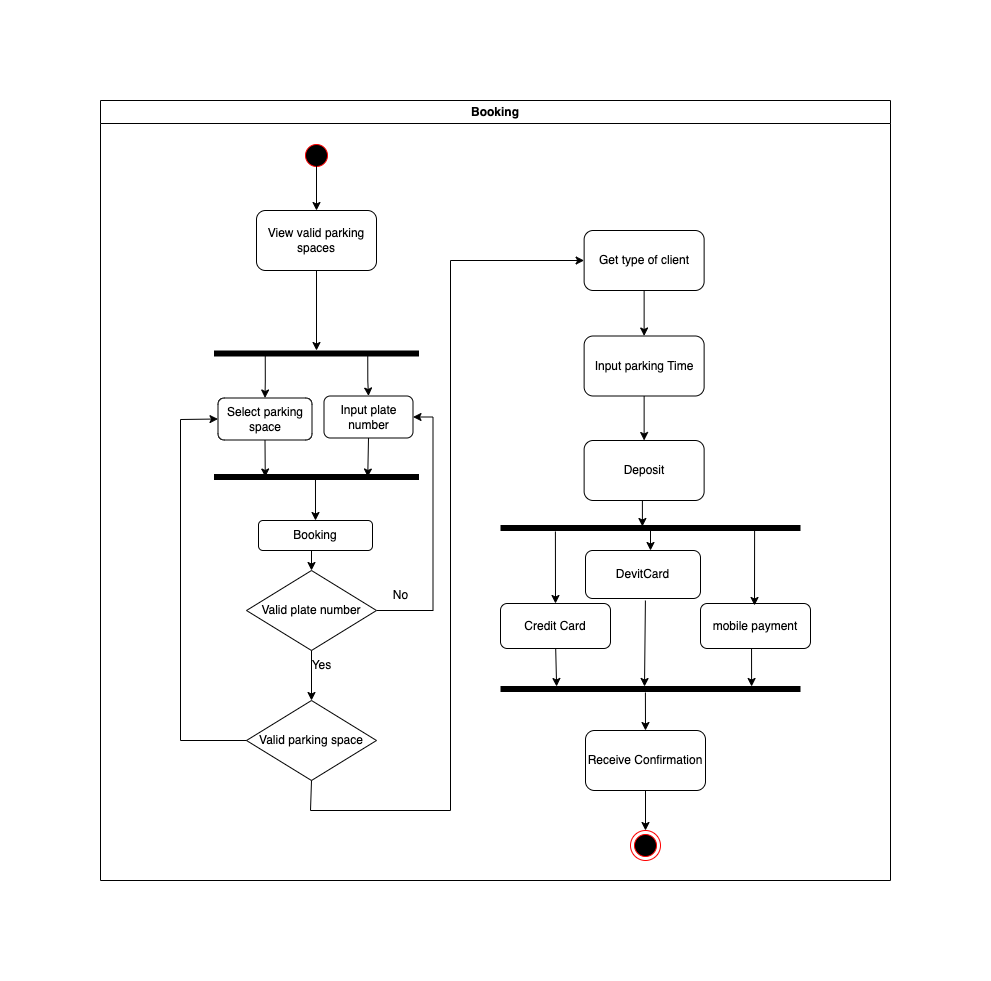 Booking
View valid parking
spaces
Select parking
space
Input plate
number
Booking
Valid plate number
No
Yes
Valid parking space
Get type of client
Input parking Time
Deposit
DevitCard
Credit Card
mobile payment
Receive Confirmation